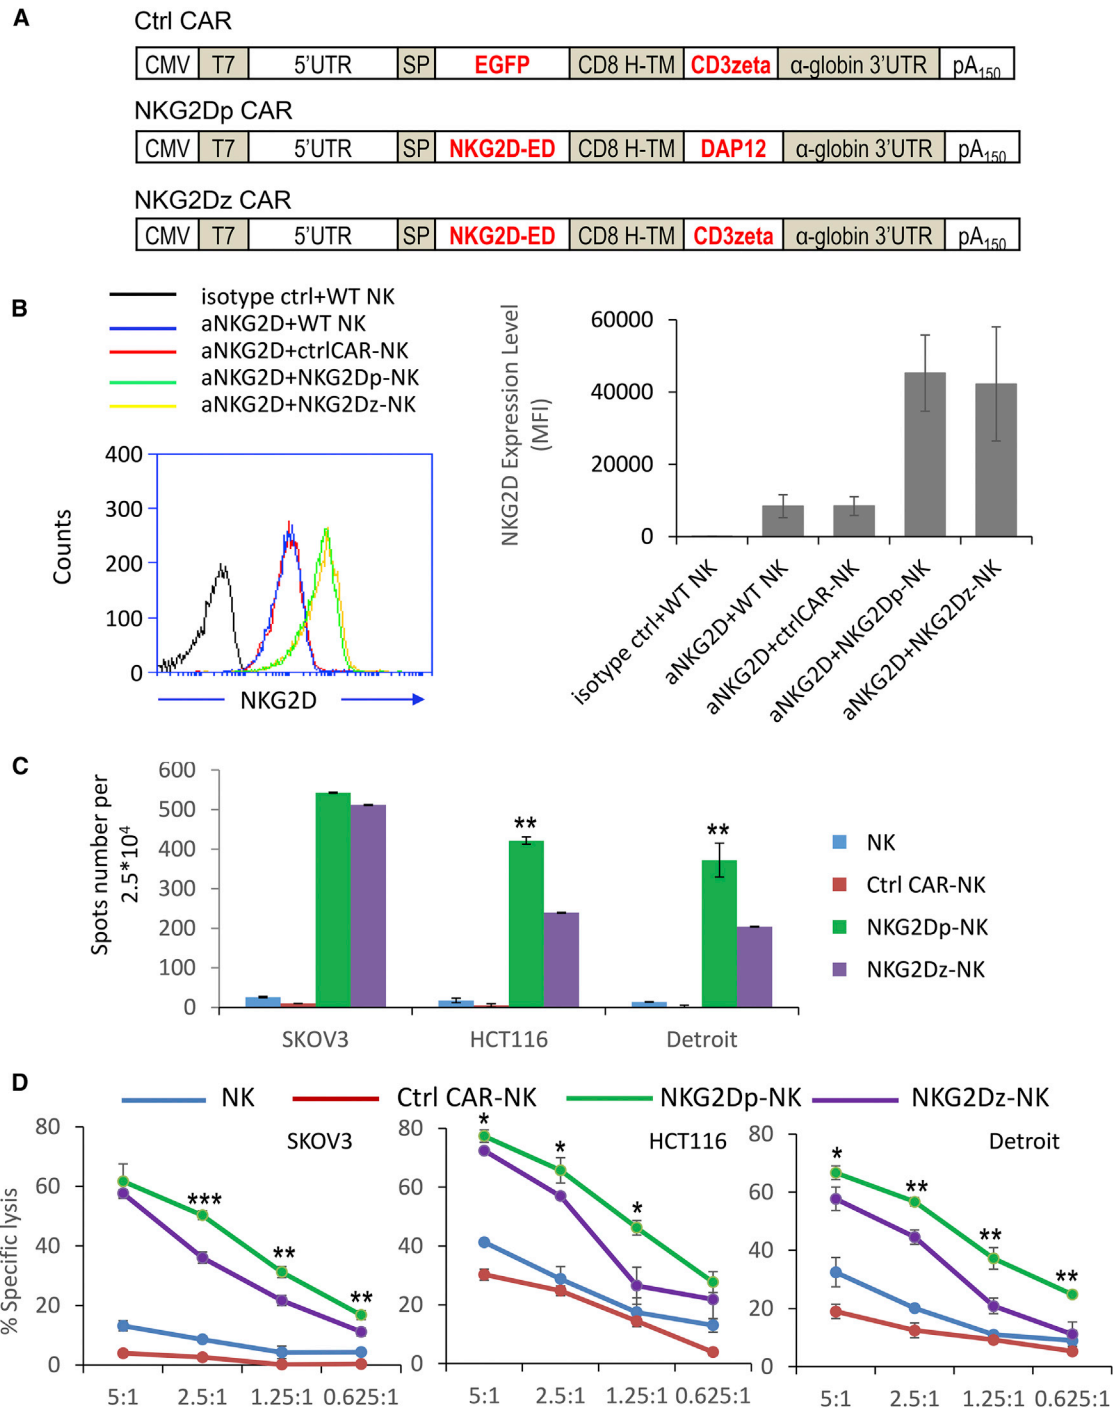 A
Ctrl CAR
CMV T7 5'UTR SP EGFP CD8 H-TM CD3zeta α-globin 3'UTR pA150
NKG2Dp CAR
CMV T7 5'UTR SP NKG2D-ED CD8 H-TM DAP12 α-globin 3'UTR pA150
NKG2Dz CAR
CMV T7 5'UTR SP NKG2D-ED CD8 H-TM CD3zeta α-globin 3'UTR pA150
B
isotype ctrl+WT NK
aNKG2D+WT NK
aNKG2D+ctrlCAR-NK
aNKG2D+NKG2Dp-NK
aNKG2D+NKG2Dz-NK
400
300
200
100
0
Counts
NKG2D
NKG2D Expression Level
(MFI)
60000
40000
20000
0
isotype ctrl+WT NK
aNKG2D+WT NK
aNKG2D+ctrlCAR-NK
aNKG2D+NKG2Dp-NK
aNKG2D+NKG2Dz-NK
C
Spots number per
2.5*10⁴
600
500
400
300
200
100
0
**
**
SKOV3 HCT116 Detroit
NK
Ctrl CAR-NK
NKG2Dp-NK
NKG2Dz-NK
D
NK Ctrl CAR-NK NKG2Dp-NK NKG2Dz-NK
% Specific lysis
80
60
40
20
0
SKOV3
***
**
**
5:1 2.5:1 1.25:1 0.625:1
80
60
40
20
0
HCT116
*
*
*
5:1 2.5:1 1.25:1 0.625:1
80
60
40
20
0
Detroit
*
**
**
**
5:1 2.5:1 1.25:1 0.625:1